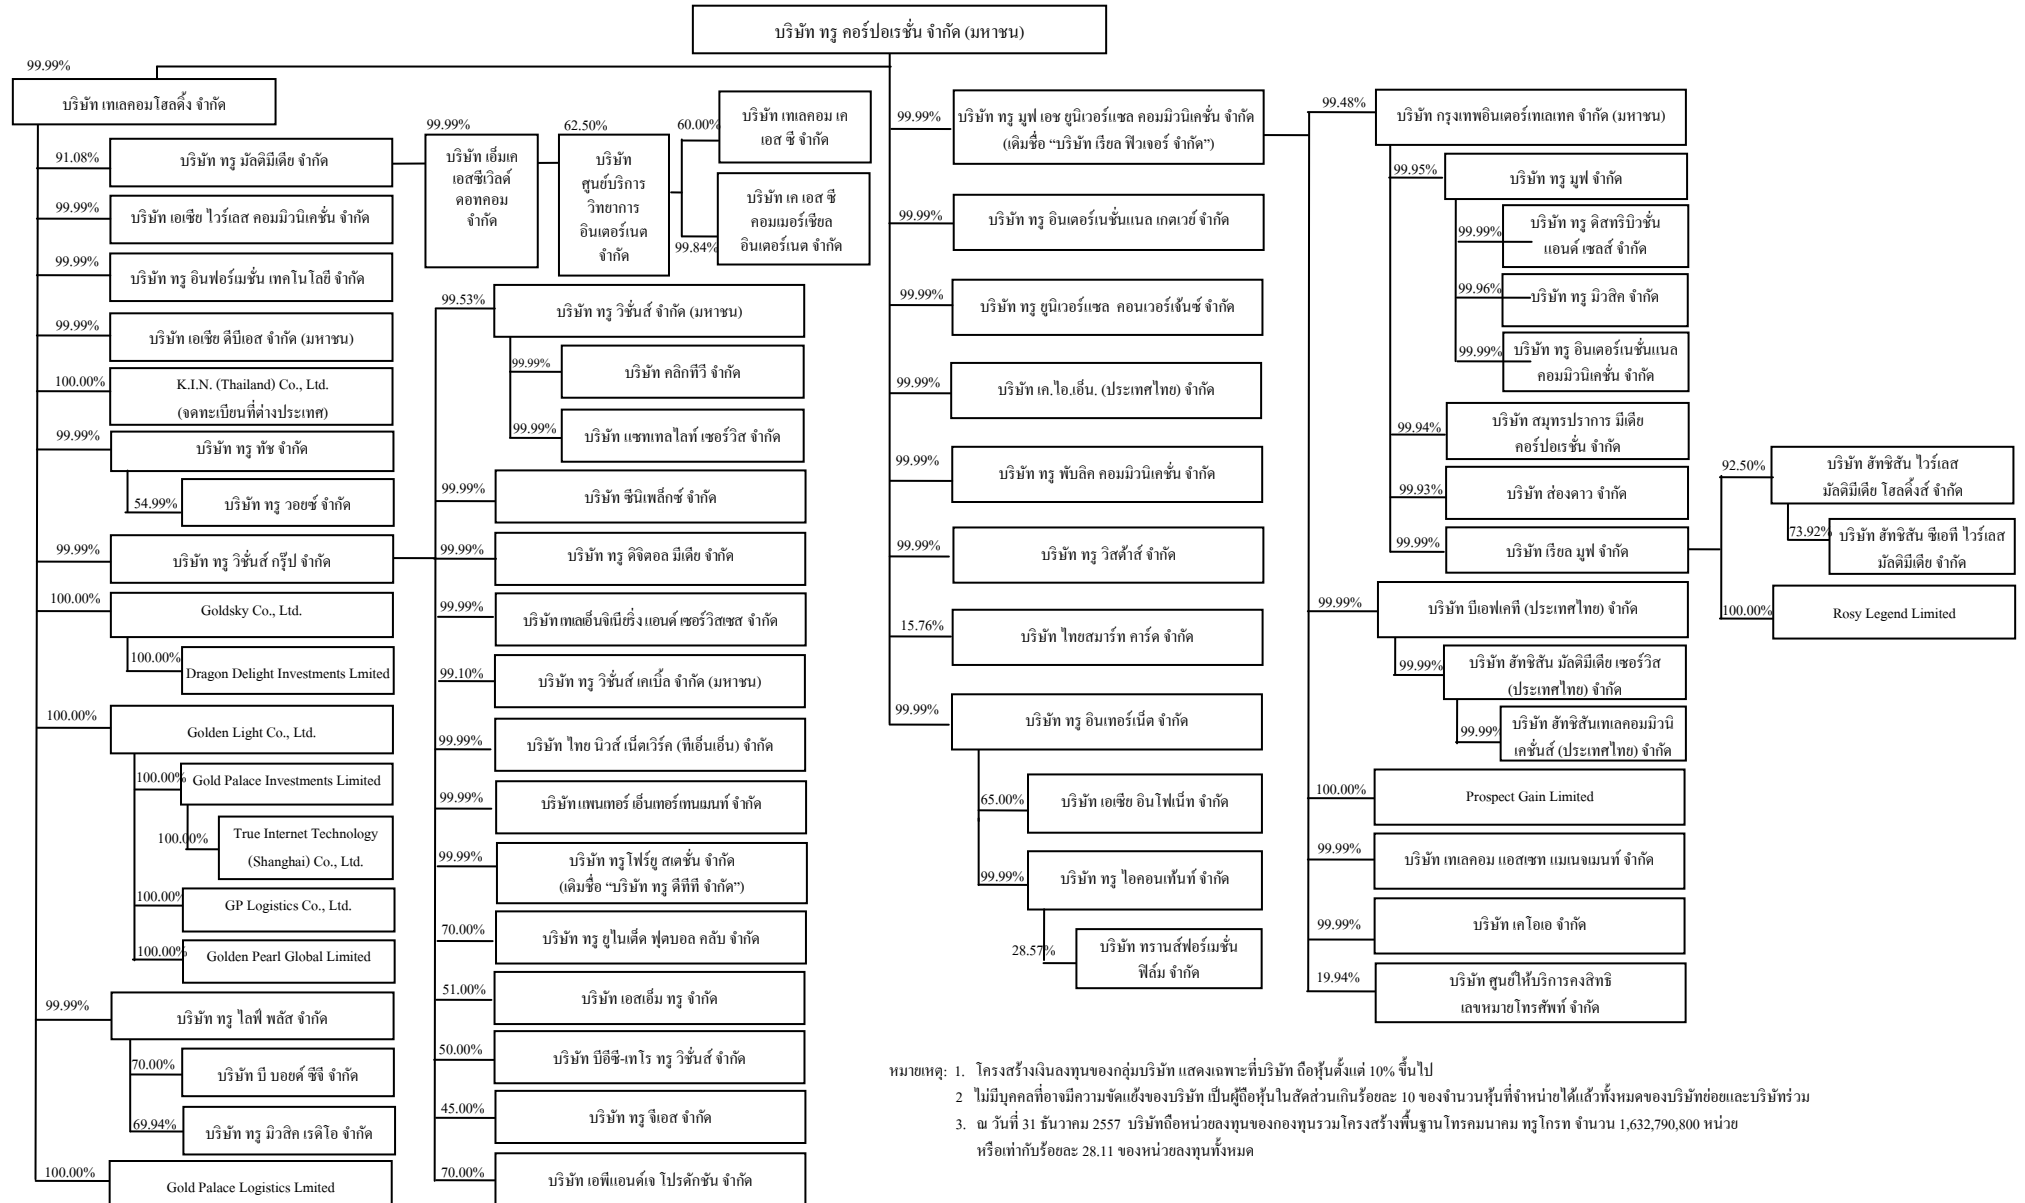 บริษัท ทรู คอร์ปอเรชั่น จำกัด (มหาชน)
99.99%
บริษัท เทเลคอมโฮลดิ้ง จำกัด
91.08%
บริษัท ทรู มัลติมีเดีย จำกัด
99.99%
บริษัท เอ็มเค
เอสซีเวิลด์
ดอทคอม
จำกัด
62.50%
บริษัท
ศูนย์บริการ
วิทยาการ
อินเตอร์เนต
จำกัด
60.00%
บริษัท เทเลคอม เค
เอส ซี จำกัด
99.84%
บริษัท เค เอส ซี
คอมเมอร์เชียล
อินเตอร์เนต จำกัด
99.99%
บริษัท เอเซีย ไวร์เลส คอมมิวนิเคชั่น จำกัด
99.99%
บริษัท ทรู อินฟอร์เมชั่น เทคโนโลยี จำกัด
99.99%
บริษัท เอเชีย ดีบีเอส จำกัด (มหาชน)
100.00%
K.I.N. (Thailand) Co., Ltd.
(จดทะเบียนที่ต่างประเทศ)
99.99%
บริษัท ทรู ทัช จำกัด
54.99%
บริษัท ทรู วอยซ์ จำกัด
99.99%
บริษัท ทรู วิชั่นส์ กรุ๊ป จำกัด
100.00%
Goldsky Co., Ltd.
100.00%
Dragon Delight Investments Lmited
100.00%
Golden Light Co., Ltd.
100.00%
Gold Palace Investments Limited
100.00%
True Internet Technology
(Shanghai) Co., Ltd.
100.00%
GP Logistics Co., Ltd.
100.00%
Golden Pearl Global Limited
99.99%
บริษัท ทรู ไลฟ์ พลัส จำกัด
70.00%
บริษัท บี บอยด์ ซีจี จำกัด
69.94%
บริษัท ทรู มิวสิค เรดิโอ จำกัด
100.00%
Gold Palace Logistics Lmited
99.53%
บริษัท ทรู วิชั่นส์ จำกัด (มหาชน)
99.99%
บริษัท คลิกทีวี จำกัด
99.99%
บริษัท แซทเทลไลท์ เซอร์วิส จำกัด
99.99%
บริษัท ซีนิเพล็กซ์ จำกัด
99.99%
บริษัท ทรู ดิจิตอล มีเดีย จำกัด
99.99%
บริษัท เทเลเอ็นจิเนียริ่ง แอนด์ เซอร์วิสเซส จำกัด
99.10%
บริษัท ทรู วิชั่นส์ เคเบิ้ล จำกัด (มหาชน)
99.99%
บริษัท ไทย นิวส์ เน็ตเวิร์ค (ทีเอ็นเอ็น) จำกัด
99.99%
บริษัท แพนเทอร์ เอ็นเทอร์เทนเมนท์ จำกัด
99.99%
บริษัท ทรูโฟร์ยู สเตชั่น จำกัด
(เดิมชื่อ “บริษัท ทรู ดีทีที จำกัด”)
70.00%
บริษัท ทรู ยูไนเต็ด ฟุตบอล คลับ จำกัด
51.00%
บริษัท เอสเอ็ม ทรู จำกัด
50.00%
บริษัท บีอีซี-เทโร ทรู วิชั่นส์ จำกัด
45.00%
บริษัท ทรู จีเอส จำกัด
70.00%
บริษัท เอพีแอนด์เจ โปรดักชัน จำกัด
99.99%
บริษัท ทรู มูฟ เอช ยูนิเวอร์แซล คอมมิวนิเคชั่น จำกัด
(เดิมชื่อ “บริษัท เรียล ฟิวเจอร์ จำกัด”)
99.99%
บริษัท ทรู อินเตอร์เนชั่นแนล เกตเวย์ จำกัด
99.99%
บริษัท ทรู ยูนิเวอร์แซล คอนเวอร์เจ้นซ์ จำกัด
99.99%
บริษัท เค.ไอ.เอ็น. (ประเทศไทย) จำกัด
99.99%
บริษัท ทรู พับลิค คอมมิวนิเคชั่น จำกัด
99.99%
บริษัท ทรู วิสต้าส์ จำกัด
15.76%
บริษัท ไทยสมาร์ท คาร์ด จำกัด
99.99%
บริษัท ทรู อินเทอร์เน็ต จำกัด
65.00%
บริษัท เอเชีย อินโฟเน็ท จำกัด
99.99%
บริษัท ทรู ไอคอนเท้นท์ จำกัด
28.57%
บริษัท ทรานส์ฟอร์เมชั่น
ฟิล์ม จำกัด
99.48%
บริษัท กรุงเทพอินเตอร์เทเลเทค จำกัด (มหาชน)
99.95%
บริษัท ทรู มูฟ จำกัด
99.99%
บริษัท ทรู ดิสทริบิวชั่น
แอนด์ เซลส์ จำกัด
99.96%
บริษัท ทรู มิวสิค จำกัด
99.99%
บริษัท ทรู อินเตอร์เนชั่นแนล
คอมมิวนิเคชั่น จำกัด
99.94%
บริษัท สมุทรปราการ มีเดีย
คอร์ปอเรชั่น จำกัด
99.93%
บริษัท ส่องดาว จำกัด
99.99%
บริษัท เรียล มูฟ จำกัด
92.50%
บริษัท ฮัทชิสัน ไวร์เลส
มัลติมีเดีย โฮลดิ้งส์ จำกัด
73.92%
บริษัท ฮัทชิสัน ซีเอที ไวร์เลส
มัลติมีเดีย จำกัด
100.00%
Rosy Legend Limited
99.99%
บริษัท บีเอฟเคที (ประเทศไทย) จำกัด
99.99%
บริษัท ฮัทชิสัน มัลติมีเดีย เซอร์วิส
(ประเทศไทย) จำกัด
99.99%
บริษัท ฮัทชิสันเทเลคอมมิวนิ
เคชั่นส์ (ประเทศไทย) จำกัด
100.00%
Prospect Gain Limited
99.99%
บริษัท เทเลคอม แอสเซท แมเนจเมนท์ จำกัด
99.99%
บริษัท เคโอเอ จำกัด
19.94%
บริษัท ศูนย์ให้บริการคงสิทธิ
เลขหมายโทรศัพท์ จำกัด
หมายเหตุ: 1. โครงสร้างเงินลงทุนของกลุ่มบริษัท แสดงเฉพาะที่บริษัท ถือหุ้นตั้งแต่ 10% ขึ้นไป
2 ไม่มีบุคคลที่อาจมีความขัดแย้งของบริษัท เป็นผู้ถือหุ้นในสัดส่วนเกินร้อยละ 10 ของจำนวนหุ้นที่จำหน่ายได้แล้วทั้งหมดของบริษัทย่อยและบริษัทร่วม
3. ณ วันที่ 31 ธันวาคม 2557 บริษัทถือหน่วยลงทุนของกองทุนรวมโครงสร้างพื้นฐานโทรคมนาคม ทรูโกรท จำนวน 1,632,790,800 หน่วย
หรือเท่ากับร้อยละ 28.11 ของหน่วยลงทุนทั้งหมด